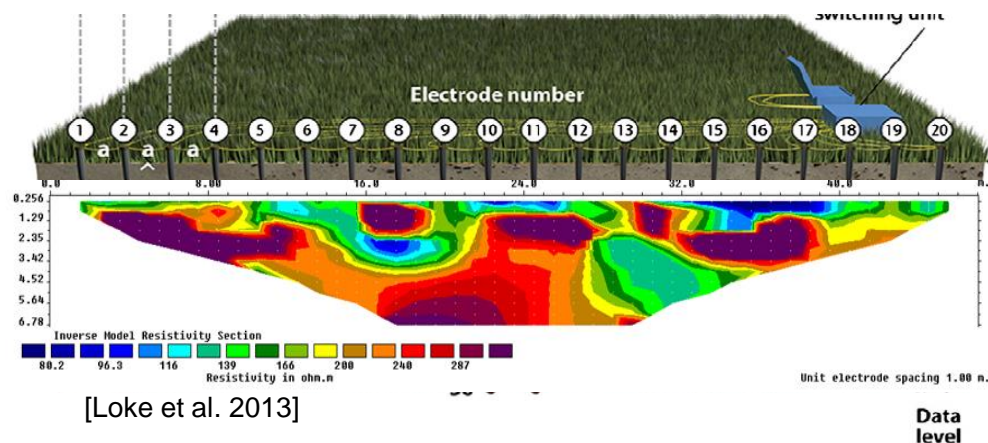 switching unit
Electrode number
1 2 3 4 5 6 7 8 9 10 11 12 13 14 15 16 17 18 19 20
a a a
0.0 8.00 16.0 24.0 32.0 40.0 m.
0.256
1.29
2.35
3.42
4.52
5.64
6.78
Inverse Model Resistivity Section
80.2 96.3 116 139 166 200 240 287
Resistivity in ohm.m
Unit electrode spacing 1.00 m.
[Loke et al. 2013]
Data
level